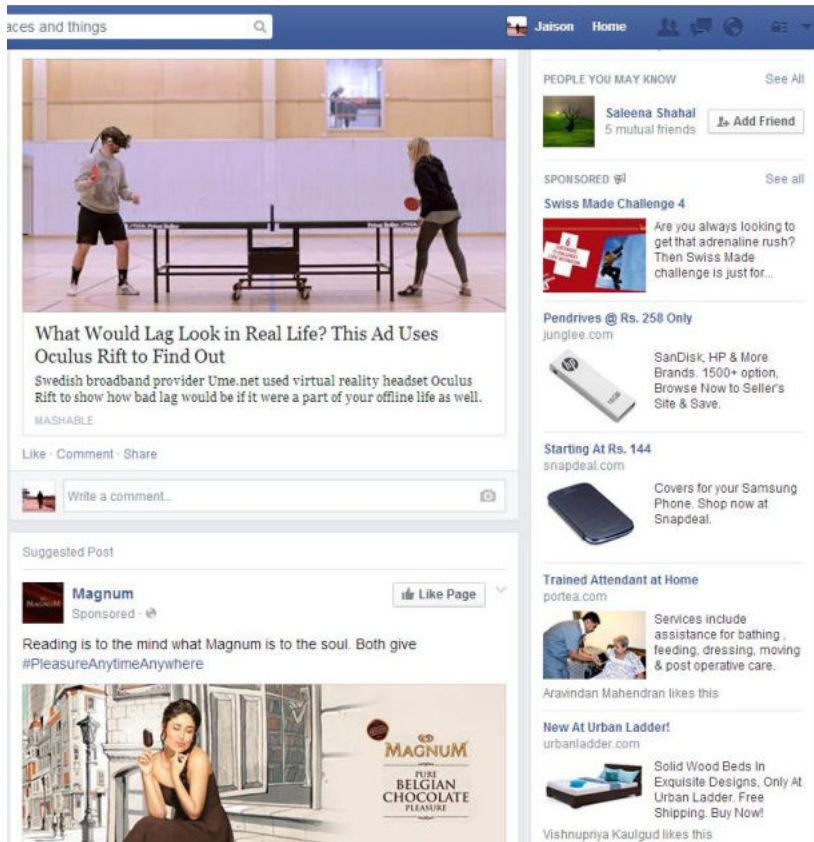 aces and things
Jaison Home
What Would Lag Look in Real Life? This Ad Uses
Oculus Rift to Find Out
Swedish broadband provider Ume.net used virtual reality headset Oculus
Rift to show how bad lag would be if it were a part of your offline life as well.
MASHABLE
Like · Comment · Share
Write a comment...
Suggested Post
MAGNUM
Magnum
Sponsored ·
Like Page
Reading is to the mind what Magnum is to the soul. Both give
#PleasureAnytimeAnywhere
MAGNUM
PURE
BELGIAN
CHOCOLATE
PLEASURE
PEOPLE YOU MAY KNOW See All
Saleena Shahal
5 mutual friends
Add Friend
SPONSORED See all
Swiss Made Challenge 4
6
Are you always looking to
get that adrenaline rush?
Then Swiss Made
challenge is just for...
Pendrives @ Rs. 258 Only
junglee.com
hp
16GB
SanDisk, HP & More
Brands. 1500+ option,
Browse Now to Seller's
Site & Save.
Starting At Rs. 144
snapdeal.com
Covers for your Samsung
Phone. Shop now at
Snapdeal.
Trained Attendant at Home
portea.com
Services include
assistance for bathing ,
feeding, dressing, moving
& post operative care.
Aravindan Mahendran likes this
New At Urban Ladder!
urbanladder.com
Solid Wood Beds In
Exquisite Designs, Only At
Urban Ladder. Free
Shipping. Buy Now!
Vishnupriya Kaulgud likes this